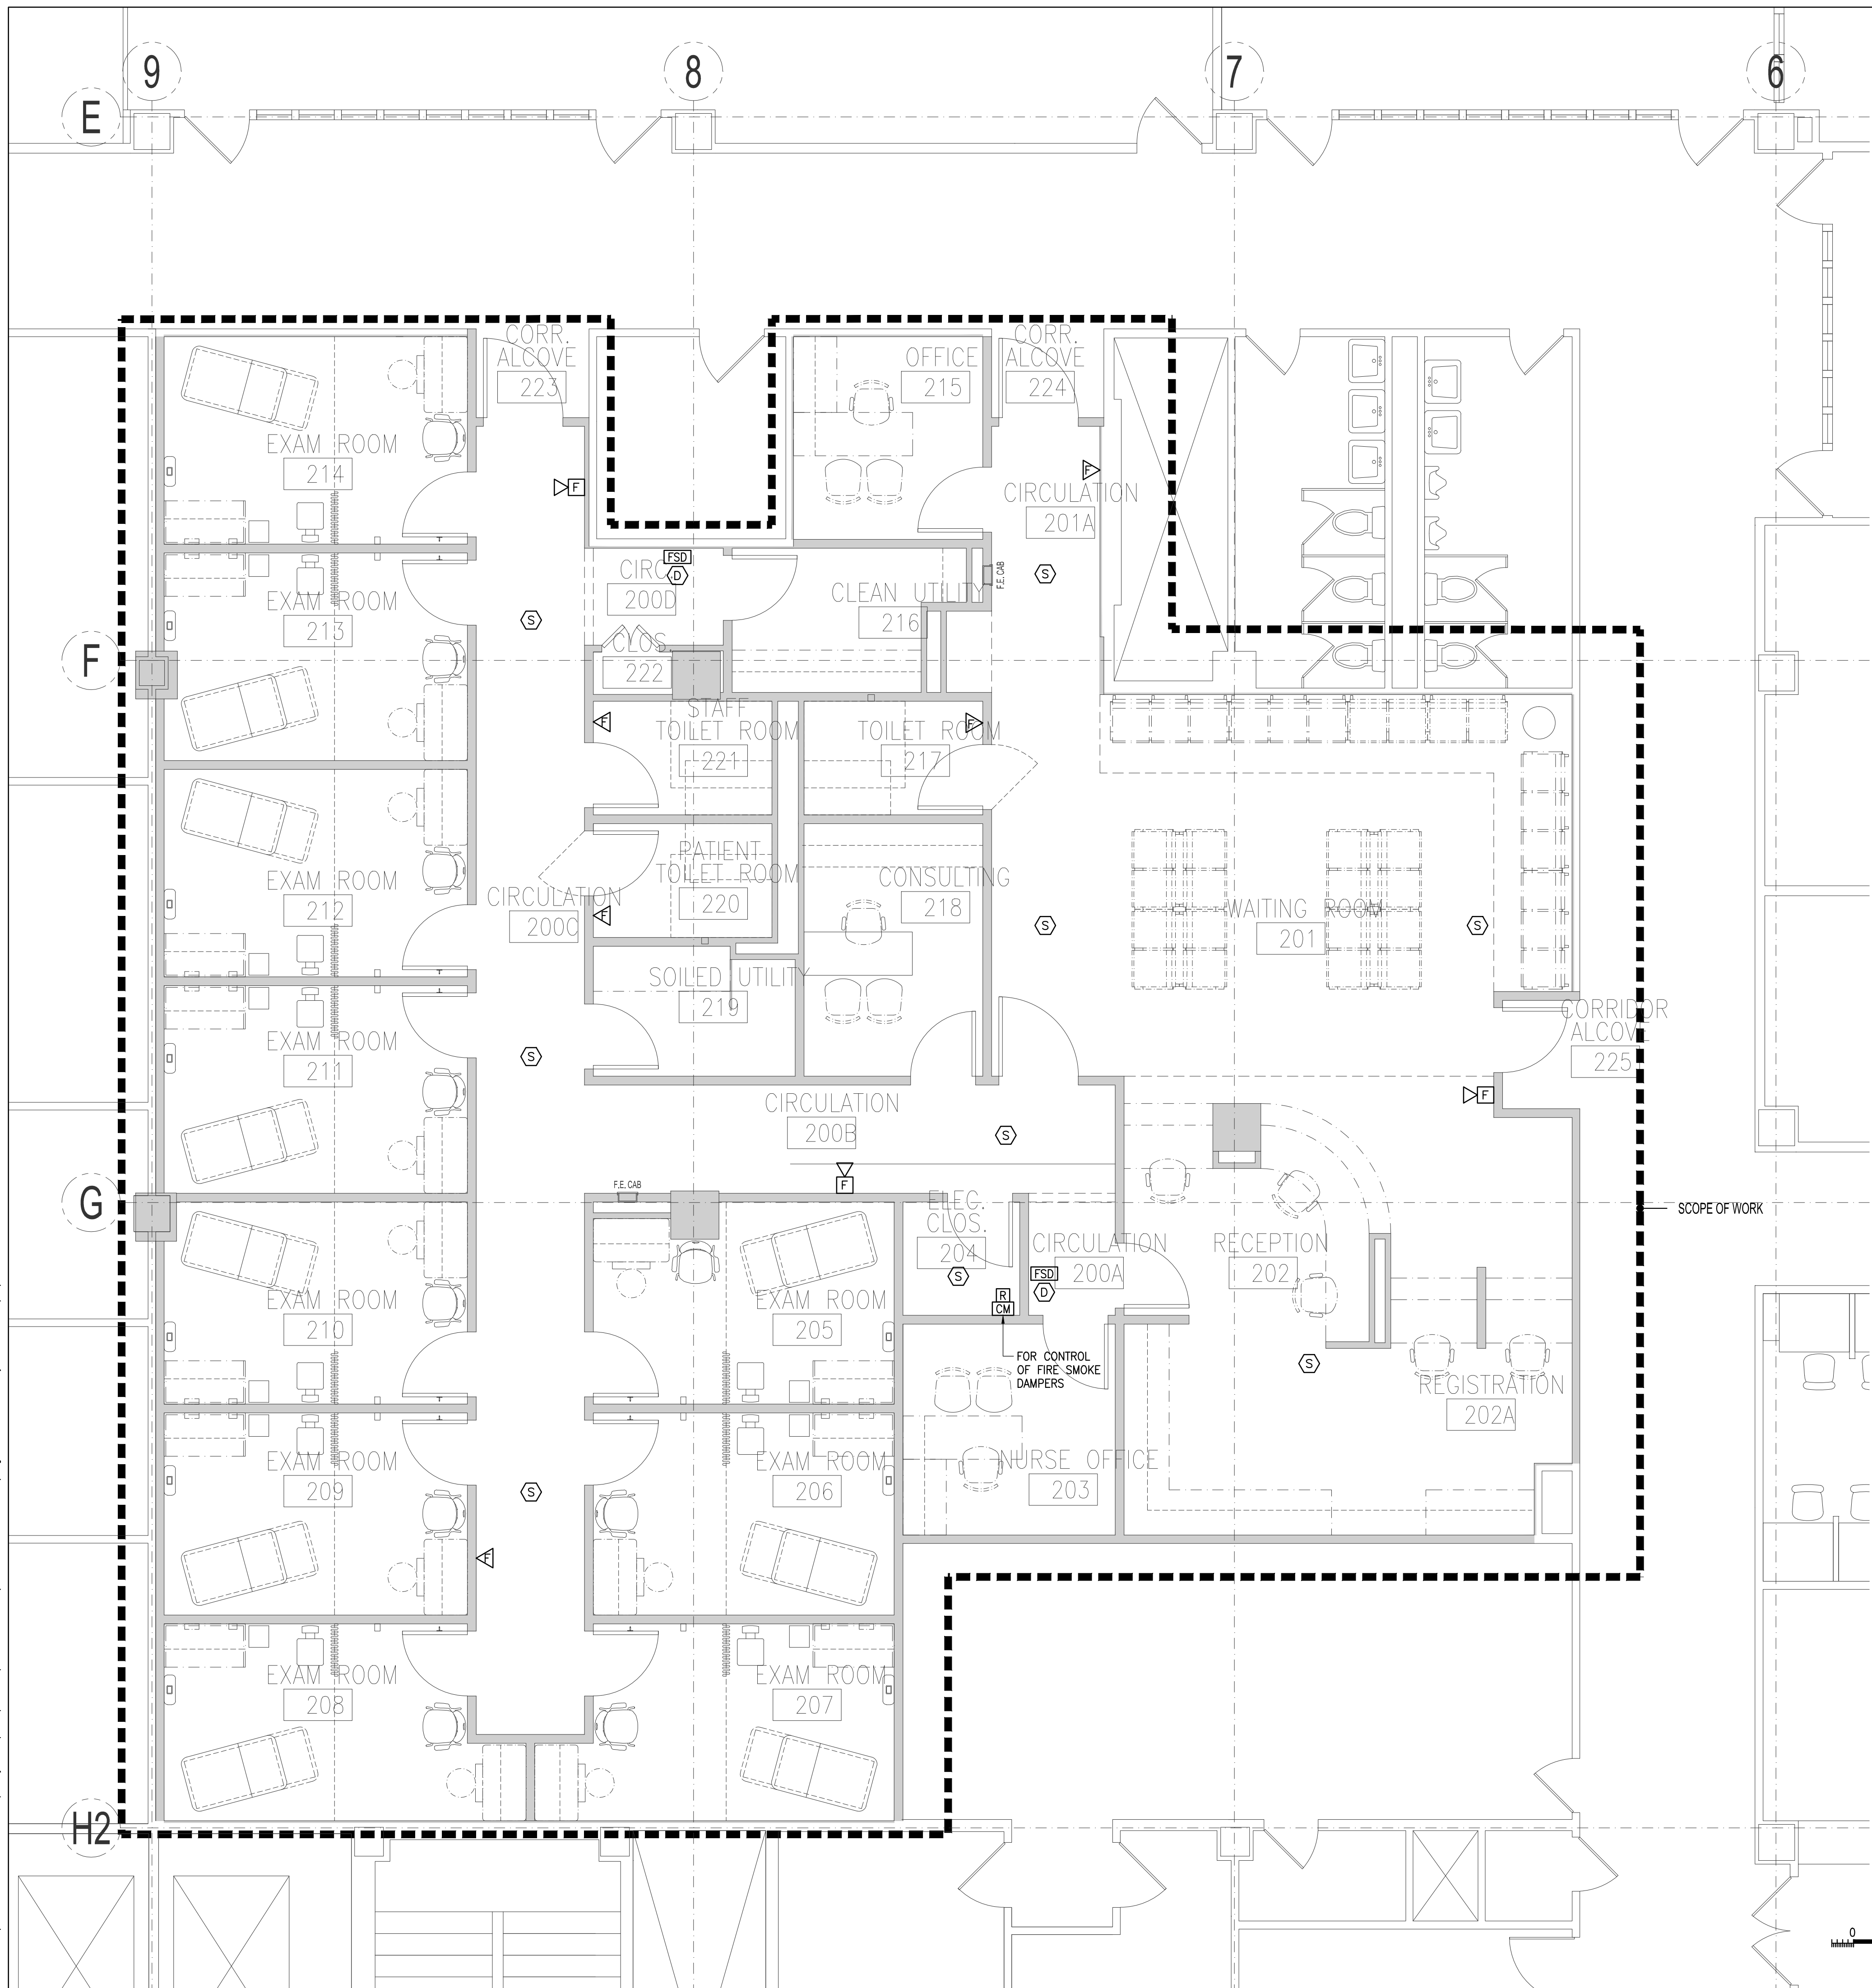 9
8
7
6
E
CORR.
ALCOVE
223
OFFICE
215
CORR.
ALCOVE
224
EXAM ROOM
214
F
F
CIRCULATION
201A
FSD
D
CIRC.
200D
S
F.E. CAB
CLEAN UTILITY
216
EXAM ROOM
213
S
F
CLOS.
222
STAFF
TOILET ROOM
221
F
TOILET ROOM
217
F
EXAM ROOM
212
CIRCULATION
200C
PATIENT
TOILET ROOM
220
F
CONSULTING
218
S
WAITING ROOM
201
S
SOILED UTILITY
219
CORRIDOR
ALCOVE
225
EXAM ROOM
211
S
F
CIRCULATION
200B
S
G
F.E. CAB
F
ELEC.
CLOS.
204
S
SCOPE OF WORK
CIRCULATION
200A
FSD
D
RECEPTION
202
R
CM
FOR CONTROL
OF FIRE SMOKE
DAMPERS
EXAM ROOM
210
EXAM ROOM
205
S
REGISTRATION
202A
EXAM ROOM
209
S
EXAM ROOM
206
NURSE OFFICE
203
F
EXAM ROOM
208
EXAM ROOM
207
H2
0